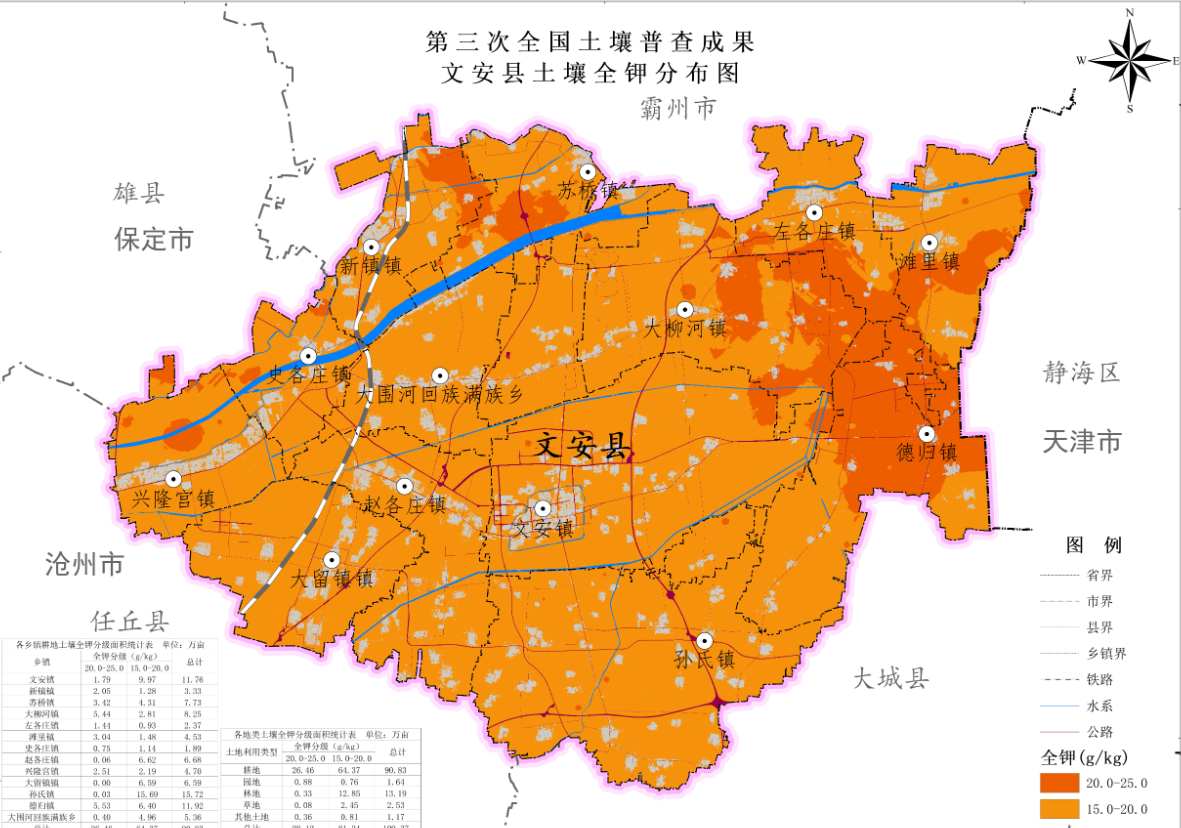 第三次全国土壤普查成果
文安县土壤全钾分布图
N
W
E
S
霸州市
雄县
保定市
苏桥镇
左各庄镇
新镇镇
滩里镇
大柳河镇
史各庄镇
大围河回族满族乡
静海区
天津市
文安县
德归镇
兴隆宫镇
赵各庄镇
文安镇
沧州市
大留镇镇
任丘县
孙氏镇
大城县
图 例
省界
市界
县界
乡镇界
铁路
水系
公路
全钾(g/kg)
20.0-25.0
15.0-20.0
各乡镇耕地土壤全钾分级面积统计表 单位：万亩
乡镇 全钾分级（g/kg） 总计
20.0-25.0 15.0-20.0
文安镇 1.79 9.97 11.76
新镇镇 2.05 1.28 3.33
苏桥镇 3.42 4.31 7.73
大柳河镇 5.44 2.81 8.25
左各庄镇 1.44 0.93 2.37
滩里镇 3.04 1.48 4.53
史各庄镇 0.75 1.14 1.89
赵各庄镇 0.06 6.62 6.68
兴隆宫镇 2.51 2.19 4.70
大留镇镇 0.00 6.59 6.59
孙氏镇 0.03 15.69 15.72
德归镇 5.53 6.40 11.92
大围河回族满族乡 0.40 4.96 5.36
各地类土壤全钾分级面积统计表 单位：万亩
土地利用类型 全钾分级（g/kg） 总计
20.0-25.0 15.0-20.0
耕地 26.46 64.37 90.83
园地 0.88 0.76 1.64
林地 0.33 12.85 13.19
草地 0.08 2.45 2.53
其他土地 0.36 0.81 1.17